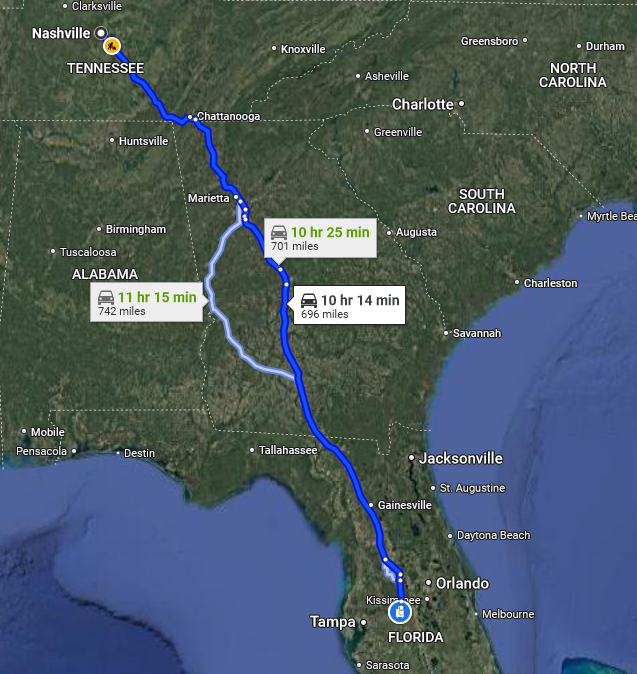 Clarksville
Nashville
Knoxville
Greensboro
Durham
TENNESSEE
NORTH
CAROLINA
Asheville
Charlotte
Chattanooga
Huntsville
Greenville
Marietta
SOUTH
CAROLINA
Myrtle Bea
Birmingham
10 hr 25 min
701 miles
Augusta
Tuscaloosa
ALABAMA
Charleston
11 hr 15 min
742 miles
10 hr 14 min
696 miles
Savannah
Mobile
Pensacola
Destin
Tallahassee
Jacksonville
St. Augustine
Gainesville
Daytona Beach
Orlando
Kissimmee
Melbourne
Tampa
FLORIDA
Sarasota